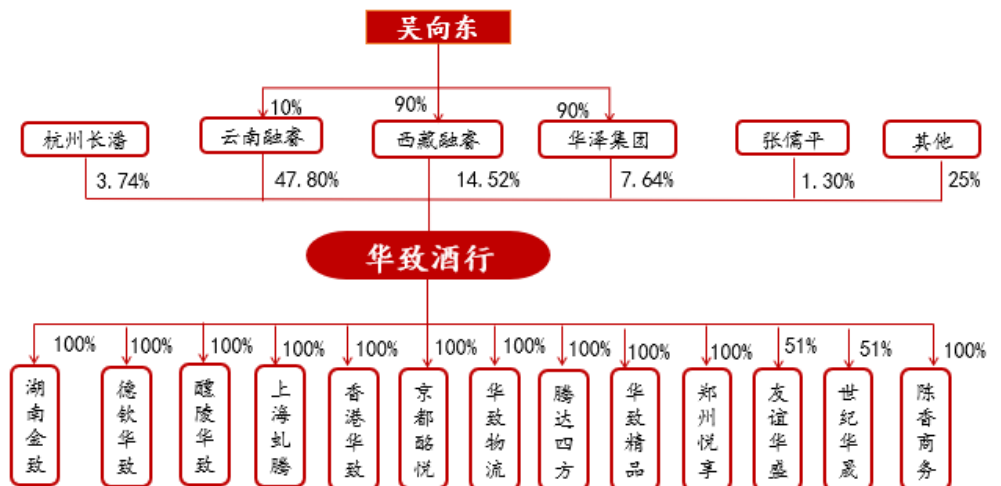 吴向东
10%
90%
90%
杭州长潘
云南融睿
西藏融睿
华泽集团
张儒平
其他
3.74%
47.80%
14.52%
7.64%
1.30%
25%
华致酒行
100%
100%
100%
100%
100%
100%
100%
100%
100%
100%
51%
51%
100%
湖南金致
德钦华致
醴陵华致
上海虬腾
香港华致
京都酩悦
华致物流
腾达四方
华致精品
郑州悦享
友谊华盛
世纪华晟
陈香商务